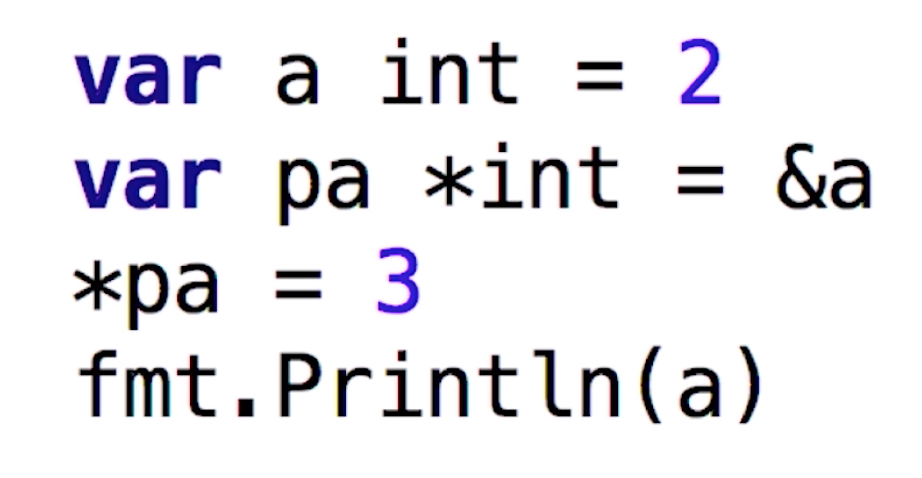 var a int = 2
var pa *int = &a
*pa = 3
fmt.Println(a)